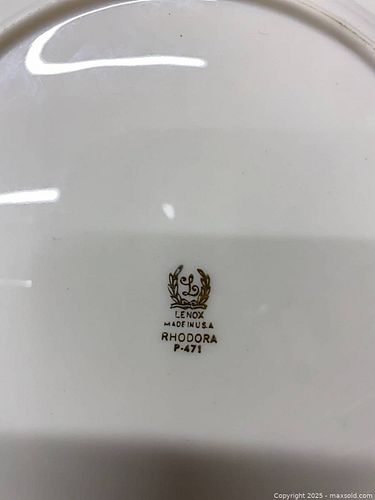 L
LENOX
MADE IN U.S.A
RHODORA
P-471
Copyright 2025 - maxsold.com